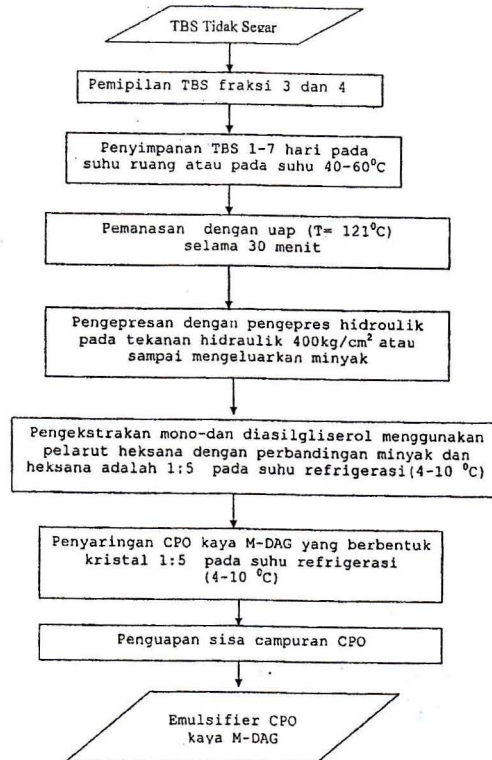 TBS Tidak Segar
Pemipilan TBS fraksi 3 dan 4
Penyimpanan TBS 1-7 hari pada
suhu ruang atau pada suhu 40-60⁰C
Pemanasan dengan uap (T= 121⁰C)
selama 30 menit
Pengepresan dengan pengepres hidroulik
pada tekanan hidraulik 400kg/cm² atau
sampai mengeluarkan minyak
Pengekstrakan mono-dan diasilgliserol menggunakan
pelarut heksana dengan perbandingan minyak dan
heksana adalah 1:5 pada suhu refrigerasi(4-10 ⁰C)
Penyaringan CPO kaya M-DAG yang berbentuk
kristal 1:5 pada suhu refrigerasi
(4-10 ⁰C)
Penguapan sisa campuran CPO
Emulsifier CPO
kaya M-DAG